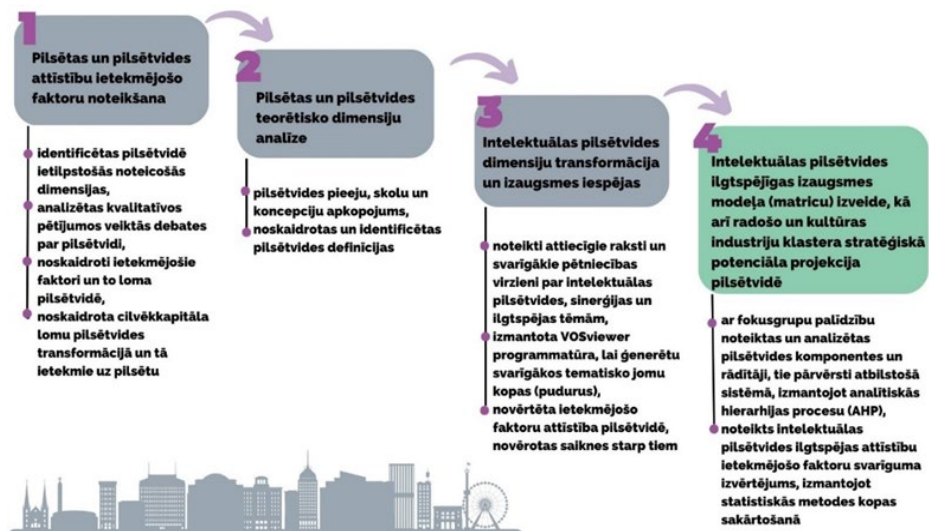 1
Pilsētas un pilsētvides
attīstību ietekmējošo
faktoru noteikšana
identificētas pilsētvidē
ietilpstošās noteicošās
dimensijas,
analizētas kvalitatīvos
pētījumos veiktās debates
par pilsētvidi,
noskaidroti ietekmējošie
faktori un to loma
pilsētvidē,
noskaidrota cilvēkkapitāla
lomu pilsētvides
transformācijā un tā
ietekmie uz pilsētu
2
Pilsētas un pilsētvides
teorētisko dimensiju
analīze
pilsētvides pieeju, skolu un
koncepciju apkopojums,
noskaidrotas un identificētas
pilsētvides definīcijas
3
Intelektuālas pilsētvides
dimensiju transformācija
un izaugsmes iespējas
noteikti attiecīgie raksti un
svarīgākie pētniecības
virzieni par intelektuālas
pilsētvides, sinerģijas un
ilgtspējas tēmām,
izmantota VOSviewer
programmatūra, lai ģenerētu
svarīgākos tematisko jomu
kopas (pudurus),
novērtēta ietekmējošo
faktoru attīstība pilsētvidē,
novērotas saiknes starp tiem
4
Intelektuālas pilsētvides
ilgtspējīgas izaugsmes
modeļa (matricu) izveide, kā
arī radošo un kultūras
industriju klastera stratēģiskā
potenciāla projekcija
pilsētvidē
ar fokusgrupu palīdzību
noteiktas un analizētas
pilsētvides komponentes un
rādītāji, tie pārvērsti atbilstošā
sistēmā, izmantojot analītiskās
hierarhijas procesu (AHP),
noteikts intelektuālas
pilsētvides ilgtspējas attīstību
ietekmējošo faktoru svarīguma
izvērtējums, izmantojot
statistiskās metodes kopas
sakārtošanā